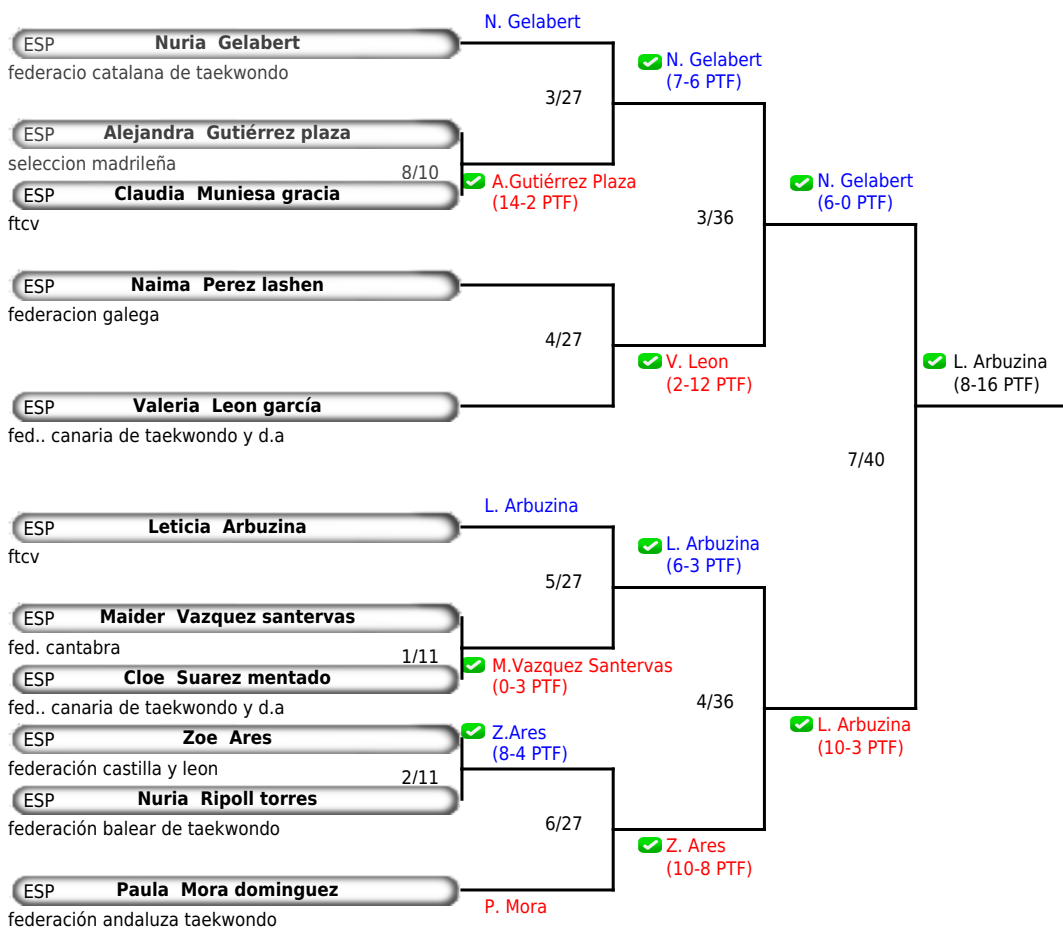 N. Gelabert
ESP Nuria Gelabert
federacio catalana de taekwondo
N. Gelabert
(7-6 PTF)
3/27
ESP Alejandra Gutiérrez plaza
seleccion madrileña
8/10
A.Gutiérrez Plaza
(14-2 PTF)
ESP Claudia Muniesa gracia
ftcv
N. Gelabert
(6-0 PTF)
3/36
ESP Naima Perez lashen
federacion galega
4/27
V. Leon
(2-12 PTF)
L. Arbuzina
(8-16 PTF)
ESP Valeria Leon garcía
fed.. canaria de taekwondo y d.a
7/40
L. Arbuzina
ESP Leticia Arbuzina
ftcv
L. Arbuzina
(6-3 PTF)
5/27
ESP Maider Vazquez santervas
fed. cantabra
1/11
M.Vazquez Santervas
(0-3 PTF)
ESP Cloe Suarez mentado
fed.. canaria de taekwondo y d.a
4/36
L. Arbuzina
(10-3 PTF)
Z.Ares
(8-4 PTF)
ESP Zoe Ares
federación castilla y leon
2/11
ESP Nuria Ripoll torres
federación balear de taekwondo
6/27
Z. Ares
(10-8 PTF)
ESP Paula Mora dominguez
federación andaluza taekwondo
P. Mora